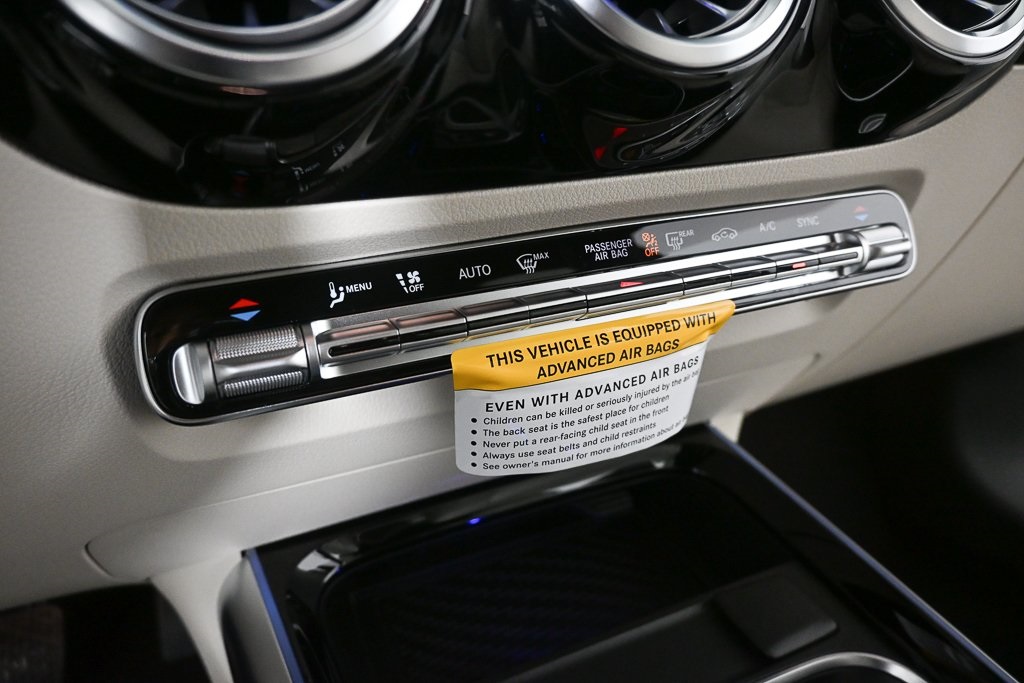 MENU
OFF
AUTO
MAX
PASSENGER
AIR BAG
OFF
REAR
A/C
SYNC
THIS VEHICLE IS EQUIPPED WITH
ADVANCED AIR BAGS
EVEN WITH ADVANCED AIR BAGS
• Children can be killed or seriously injured by the air
• The back seat is the safest place for children
• Never put a rear-facing child seat in the front
• Always use seat belts and child restraints
• See owner's manual for more information about